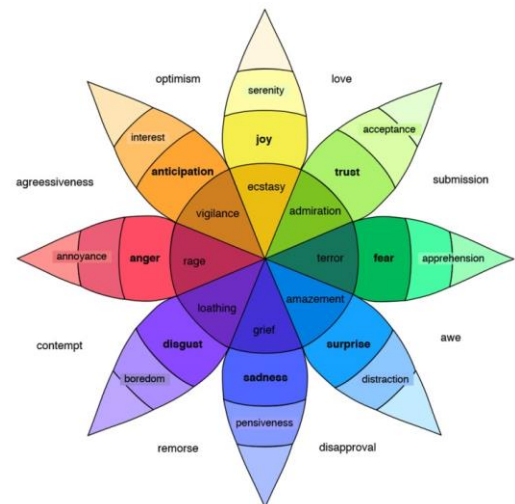 optimism
love
serenity
interest
acceptance
joy
anticipation
trust
ecstasy
agreessiveness
submission
vigilance
admiration
annoyance
anger
rage
terror
fear
apprehension
loathing
amazement
grief
contempt
awe
disgust
surprise
boredom
sadness
distraction
pensiveness
remorse
disapproval